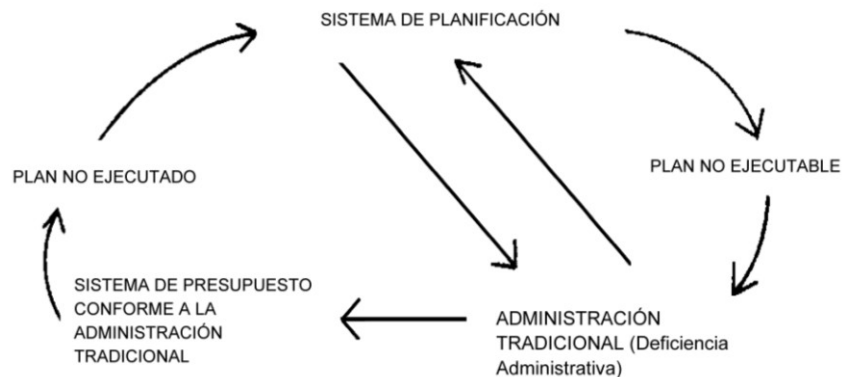 SISTEMA DE PLANIFICACIÓN
PLAN NO EJECUTABLE
PLAN NO EJECUTADO
SISTEMA DE PRESUPUESTO
CONFORME A LA
ADMINISTRACIÓN
TRADICIONAL
ADMINISTRACIÓN
TRADICIONAL (Deficiencia
Administrativa)